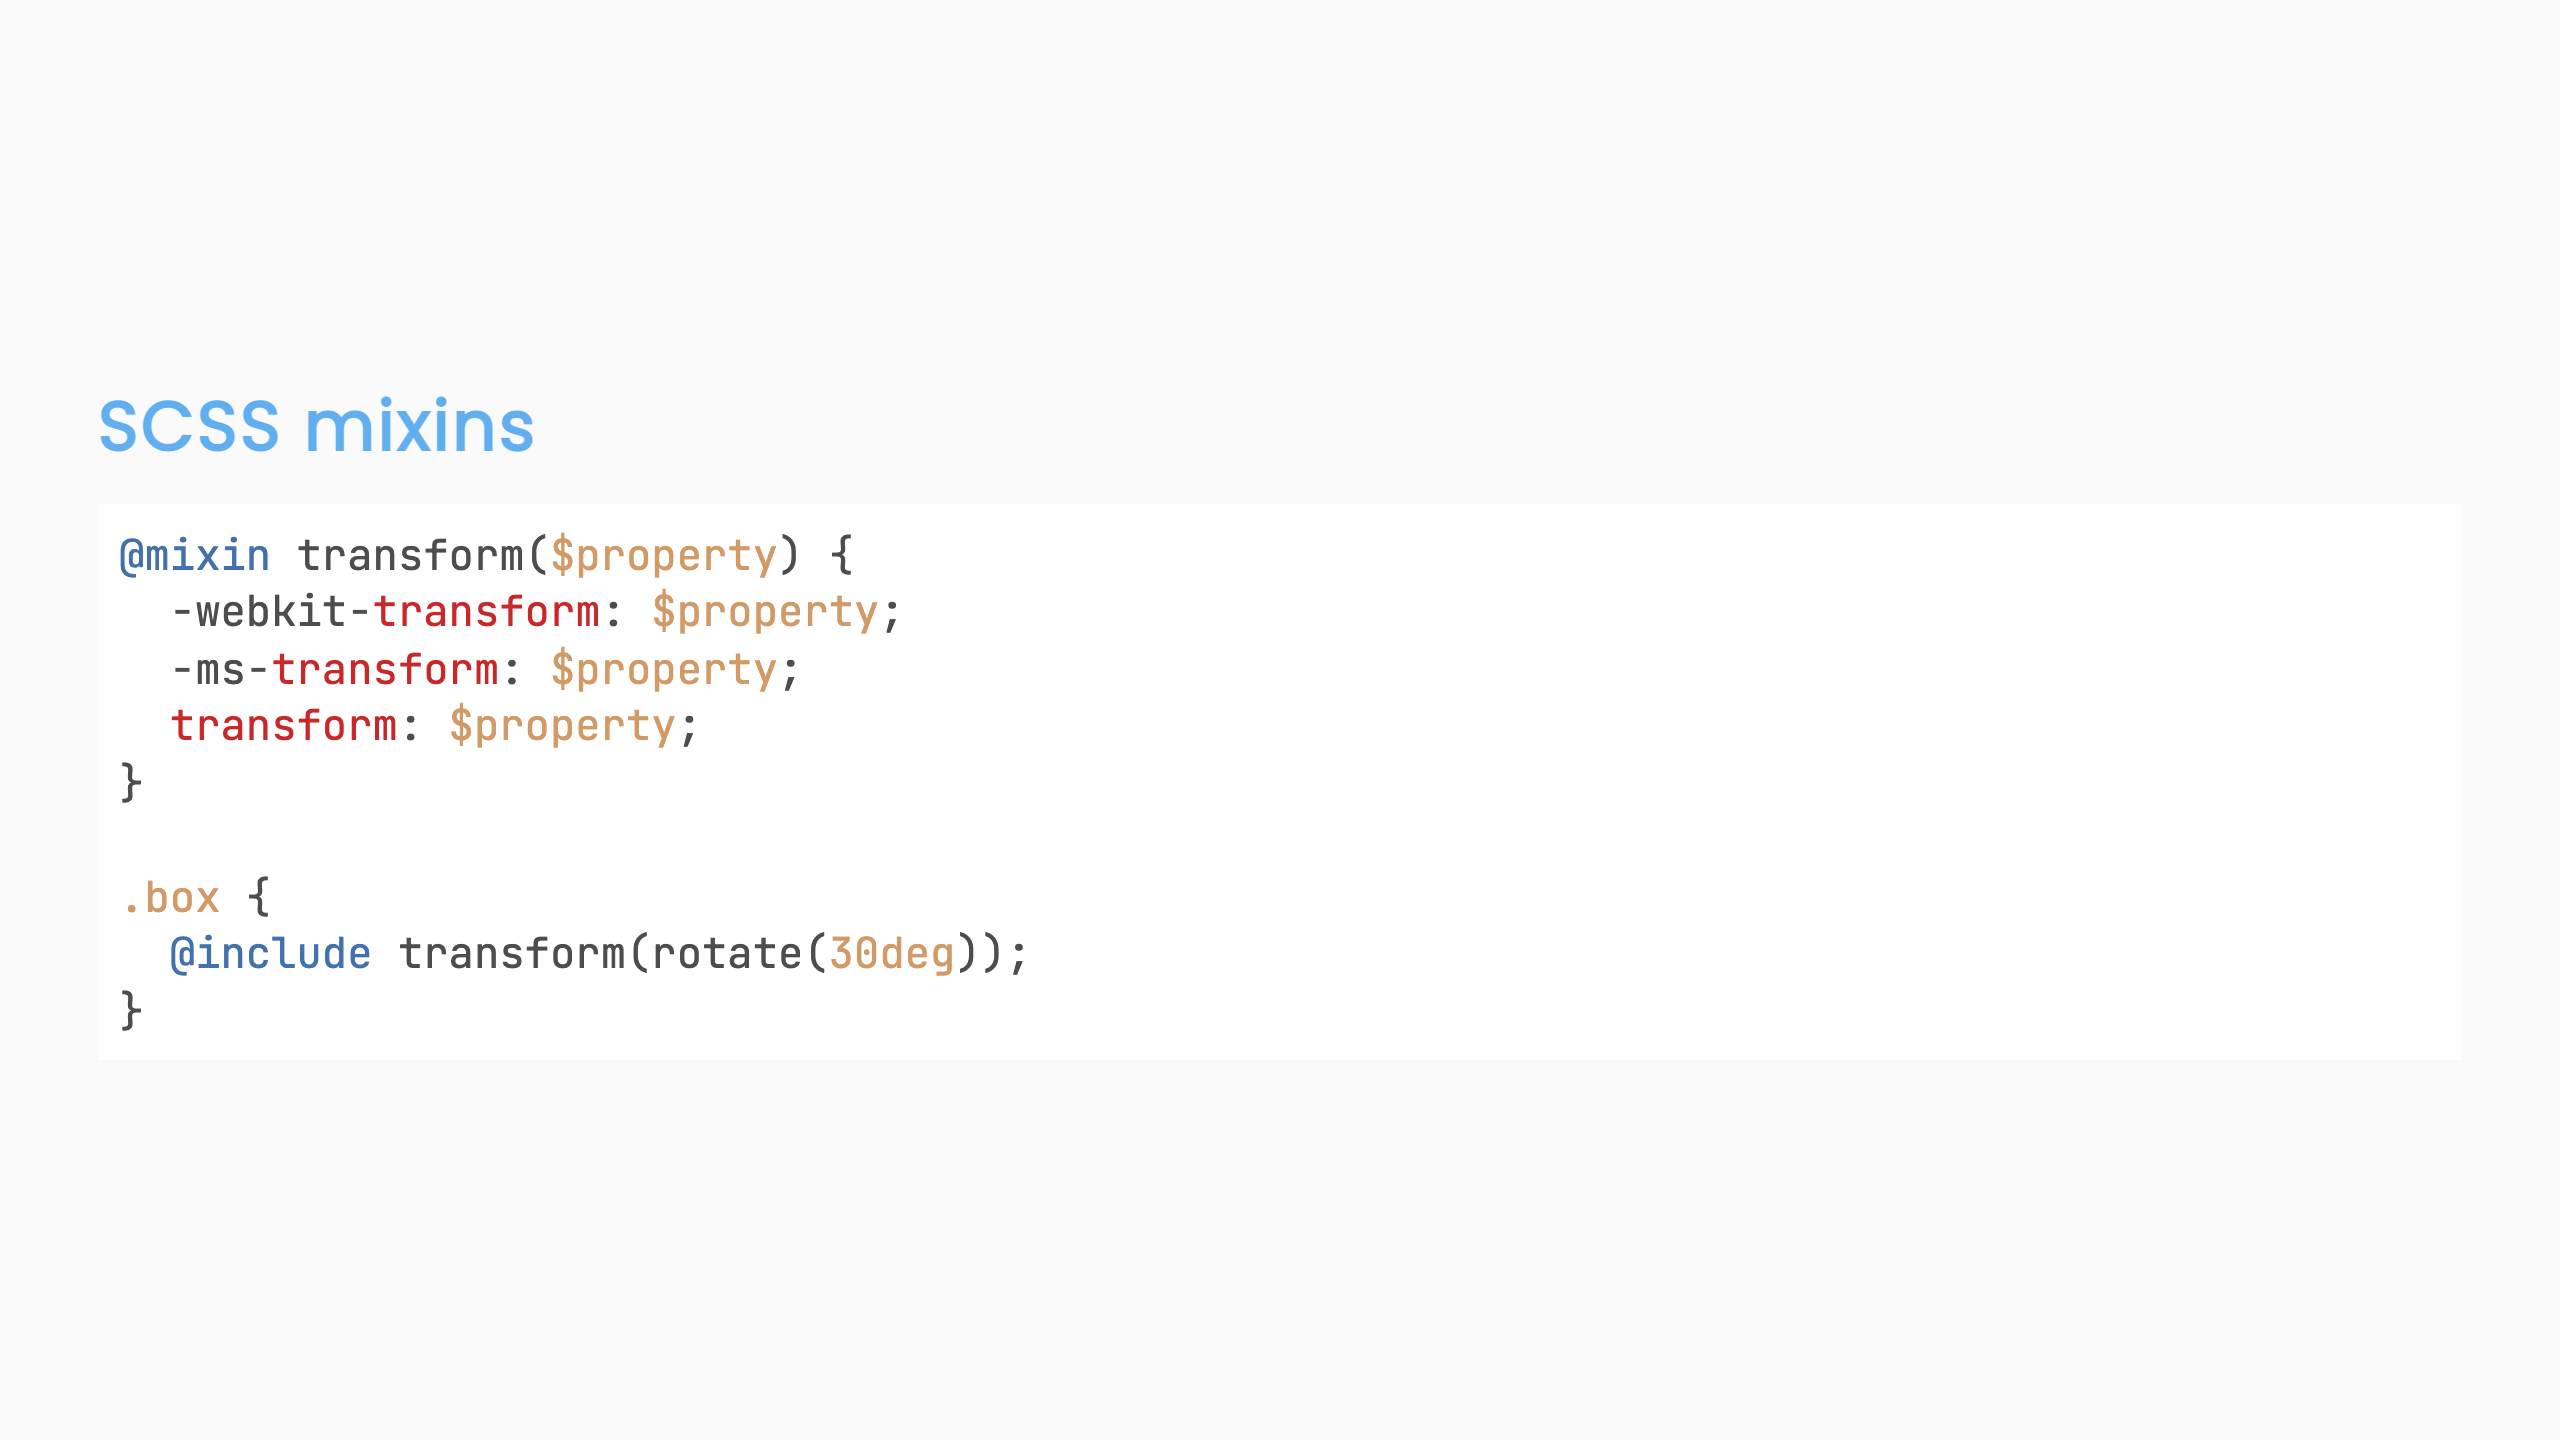 SCSS mixins
@mixin transform($property) {
  -webkit-transform: $property;
  -ms-transform: $property;
  transform: $property;
}

.box {
  @include transform(rotate(30deg));
}